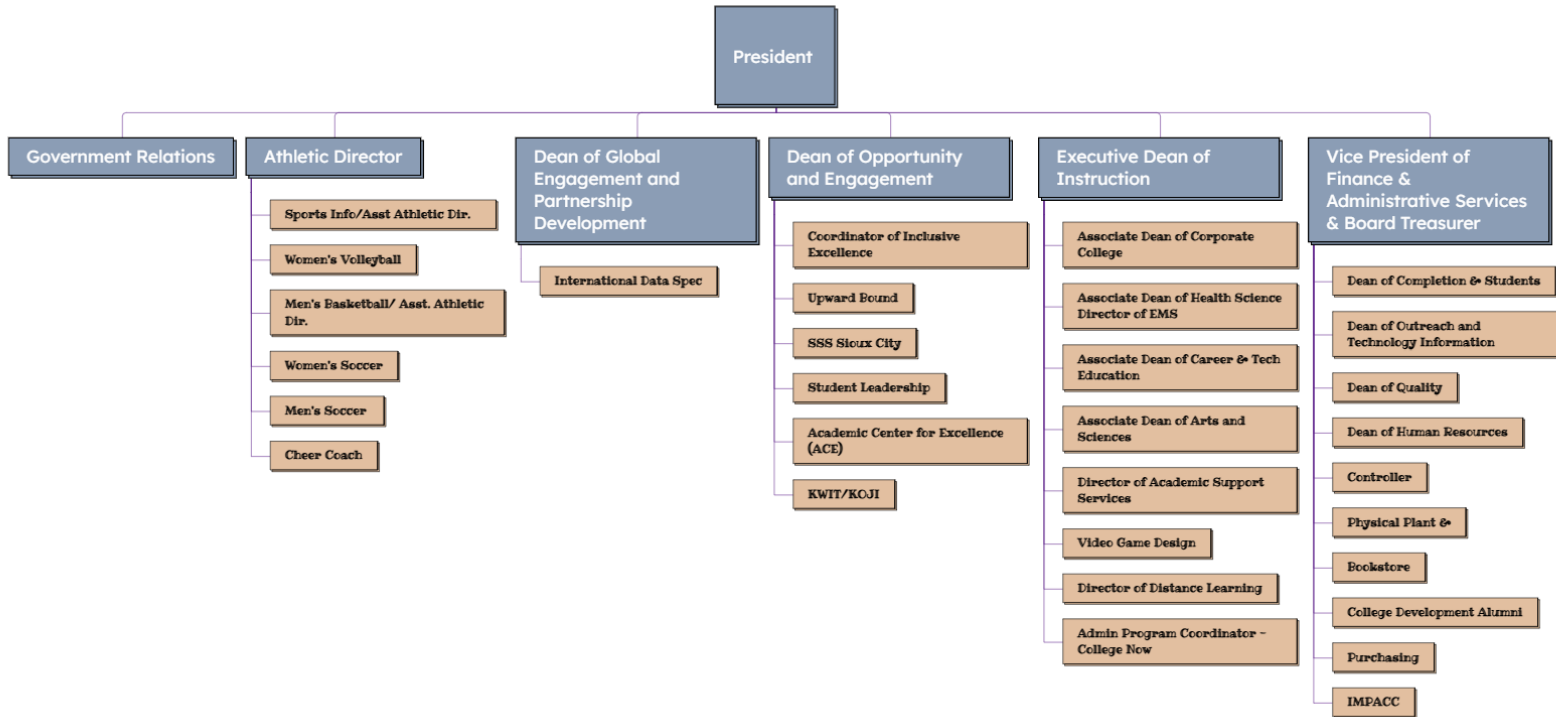 President
Government Relations
Athletic Director
Sports Info/Asst Athletic Dir.
Women's Volleyball
Men's Basketball/ Asst. Athletic
Dir.
Women's Soccer
Men's Soccer
Cheer Coach
Dean of Global
Engagement and
Partnership
Development
International Data Spec
Dean of Opportunity
and Engagement
Coordinator of Inclusive
Excellence
Upward Bound
SSS Sioux City
Student Leadership
Academic Center for Excellence
(ACE)
KWIT/KOJI
Executive Dean of
Instruction
Associate Dean of Corporate
College
Associate Dean of Health Science
Director of EMS
Associate Dean of Career & Tech
Education
Associate Dean of Arts and
Sciences
Director of Academic Support
Services
Video Game Design
Director of Distance Learning
Admin Program Coordinator -
College Now
Vice President of
Finance &
Administrative Services
& Board Treasurer
Dean of Completion & Students
Dean of Outreach and
Technology Information
Dean of Quality
Dean of Human Resources
Controller
Physical Plant &
Bookstore
College Development Alumni
Purchasing
IMPACC